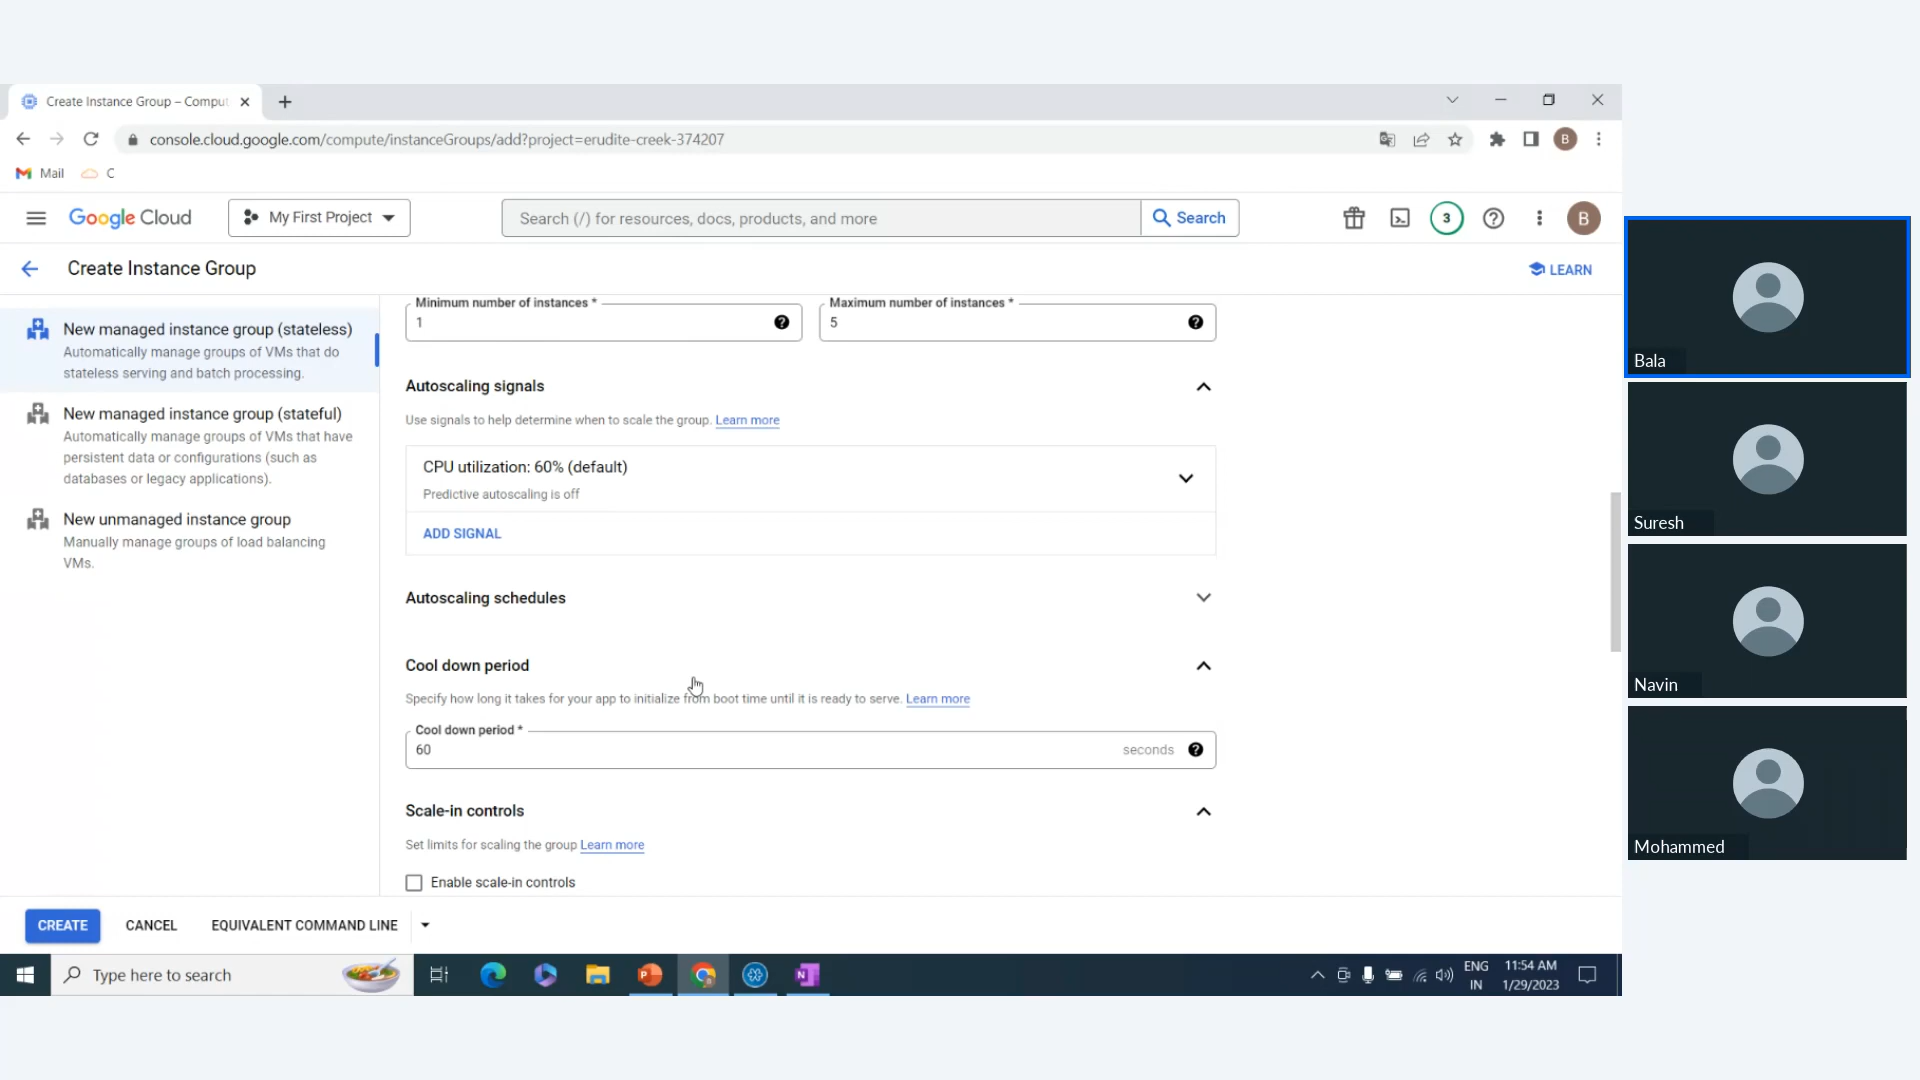 Create Instance Group – Comput
console.cloud.google.com/compute/instanceGroups/add?project=erudite-creek-374207
B
Mail
C
Google Cloud
My First Project
Search (/) for resources, docs, products, and more
Search
3
B
Create Instance Group
LEARN
New managed instance group (stateless)
Automatically manage groups of VMs that do
stateless serving and batch processing.
New managed instance group (stateful)
Automatically manage groups of VMs that have
persistent data or configurations (such as
databases or legacy applications).
New unmanaged instance group
Manually manage groups of load balancing
VMs.
Minimum number of instances *
1
Maximum number of instances *
5
Autoscaling signals
Use signals to help determine when to scale the group. Learn more
CPU utilization: 60% (default)
Predictive autoscaling is off
ADD SIGNAL
Autoscaling schedules
Cool down period
Specify how long it takes for your app to initialize from boot time until it is ready to serve. Learn more
Cool down period *
60
seconds
Scale-in controls
Set limits for scaling the group Learn more
Enable scale-in controls
CREATE
CANCEL
EQUIVALENT COMMAND LINE
Type here to search
ENG
IN
11:54 AM
1/29/2023
Bala
Suresh
Navin
Mohammed